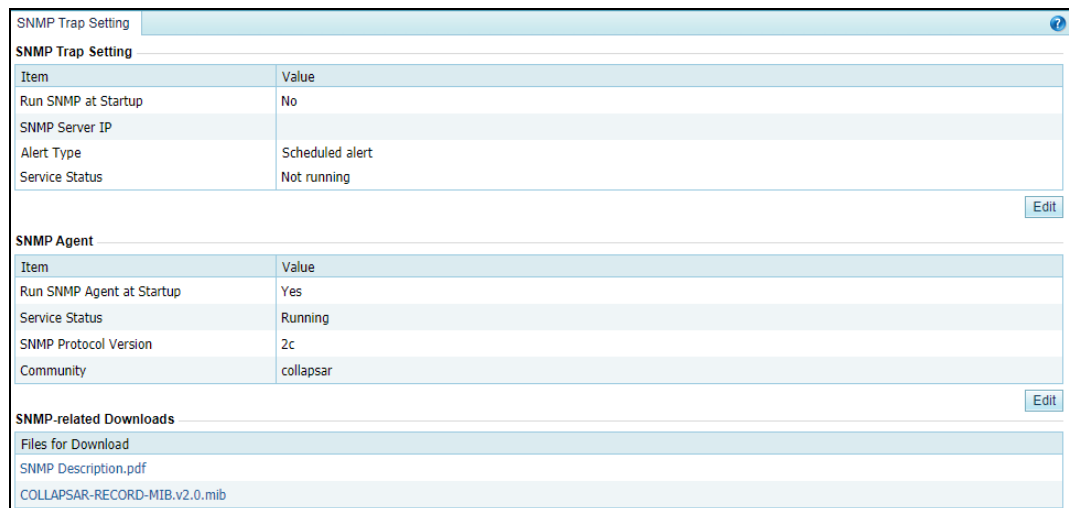 SNMP Trap Setting
?
SNMP Trap Setting
Item Value
Run SNMP at Startup No
SNMP Server IP
Alert Type Scheduled alert
Service Status Not running
Edit
SNMP Agent
Item Value
Run SNMP Agent at Startup Yes
Service Status Running
SNMP Protocol Version 2c
Community collapsar
Edit
SNMP-related Downloads
Files for Download
SNMP Description.pdf
COLLAPSAR-RECORD-MIB.v2.0.mib